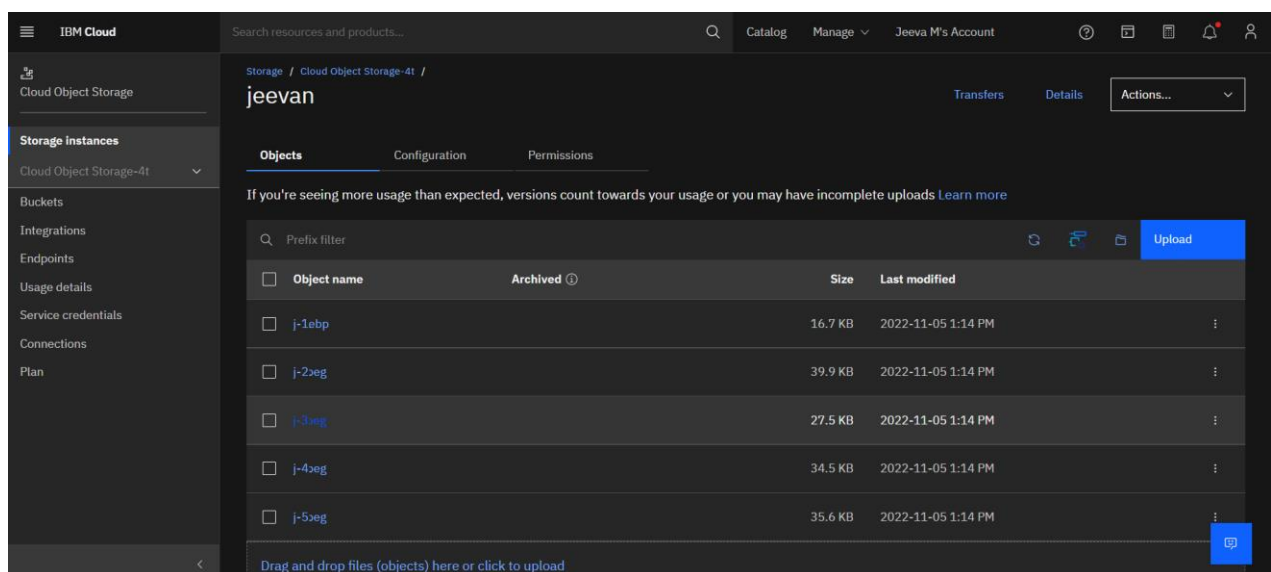 IBM Cloud
Search resources and products...
Catalog
Manage
Jeeva M's Account
Cloud Object Storage
Storage instances
Cloud Object Storage-4t
Buckets
Integrations
Endpoints
Usage details
Service credentials
Connections
Plan
Storage / Cloud Object Storage-4t /
jeevan
Transfers
Details
Actions...
Objects
Configuration
Permissions
If you're seeing more usage than expected, versions count towards your usage or you may have incomplete uploads Learn more
Prefix filter
Upload
Object name Archived Size Last modified
16.7 KB 2022-11-05 1:14 PM
39.9 KB 2022-11-05 1:14 PM
27.5 KB 2022-11-05 1:14 PM
34.5 KB 2022-11-05 1:14 PM
35.6 KB 2022-11-05 1:14 PM
Drag and drop files (objects) here or click to upload